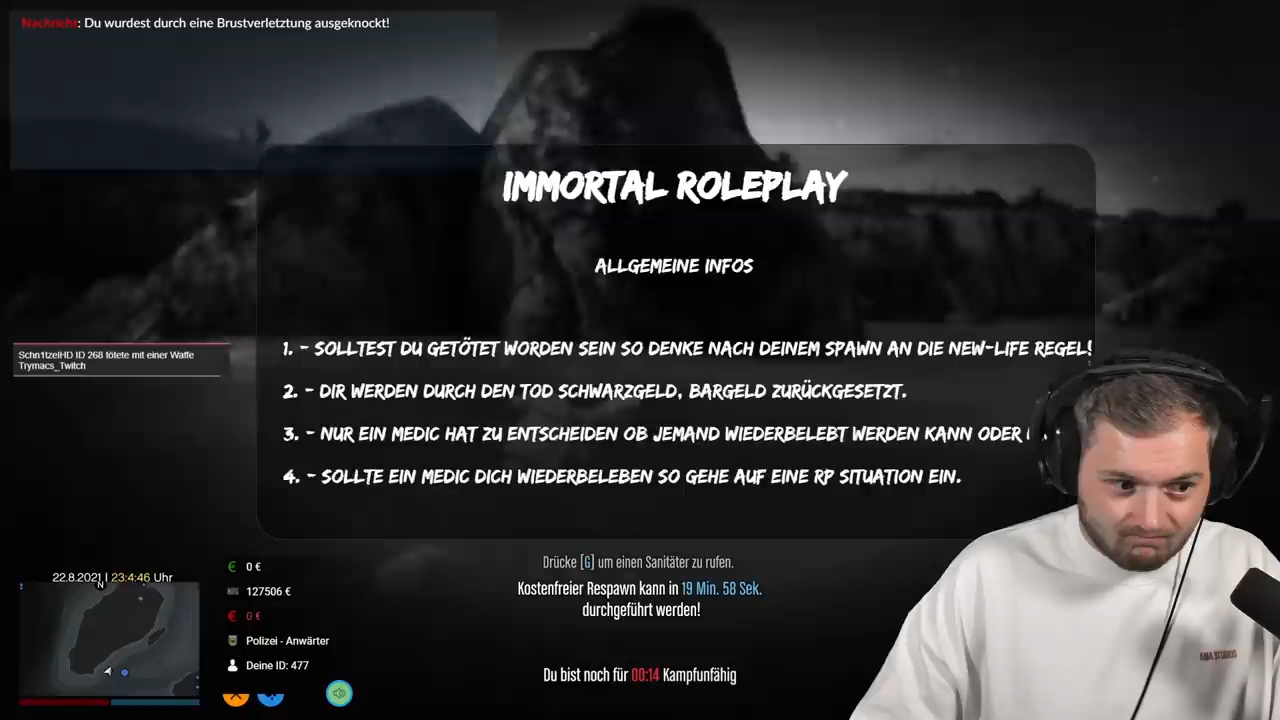 Nachricht: Du wurdest durch eine Brustverletztung ausgeknockt!
IMMORTAL ROLEPLAY
ALLGEMEINE INFOS
1. - SOLLTEST DU GETÖTET WORDEN SEIN SO DENKE NACH DEINEM SPAWN AN DIE NEW-LIFE REGEL!
Schn1tzelHD ID 268 tötete mit einer Waffe
Trymacs_Twitch
2. - DIR WERDEN DURCH DEN TOD SCHWARZGELD, BARGELD ZURÜCKGESETZT.
3. - NUR EIN MEDIC HAT ZU ENTSCHEIDEN OB JEMAND WIEDERBELEBT WERDEN KANN ODER
4. - SOLLTE EIN MEDIC DICH WIEDERBELEBEN SO GEHE AUF EINE RP SITUATION EIN.
Drücke [G] um einen Sanitäter zu rufen.
Kostenfreier Respawn kann in 19 Min. 58 Sek.
durchgeführt werden!
Du bist noch für 00:14 Kampfunfähig
22.8.2021 | 23:4:46 Uhr
N
€ 0 €
127506 €
€ 0 €
Polizei - Anwärter
Deine ID: 477